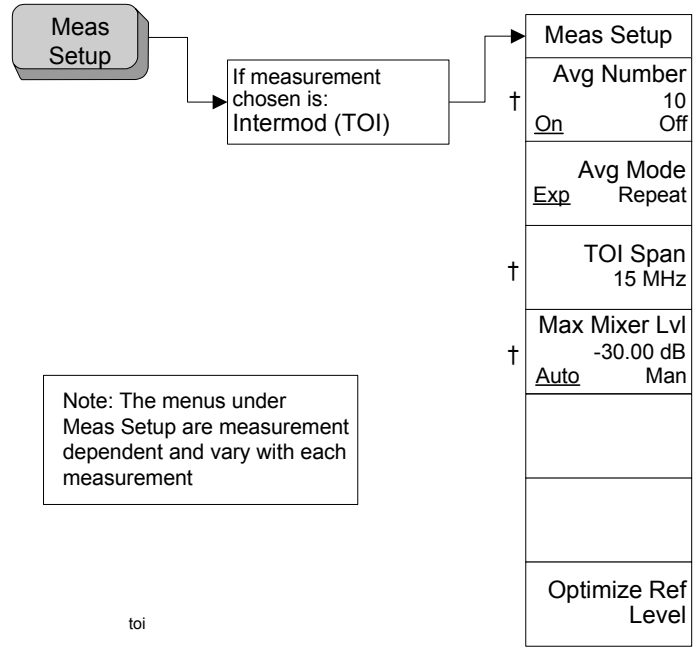 Meas
Setup
If measurement
chosen is:
Intermod (TOI)
Meas Setup
†
Avg Number
10
On Off
Avg Mode
Exp Repeat
†
TOI Span
15 MHz
†
Max Mixer Lvl
-30.00 dB
Auto Man
Optimize Ref
Level
Note: The menus under
Meas Setup are measurement
dependent and vary with each
measurement
toi